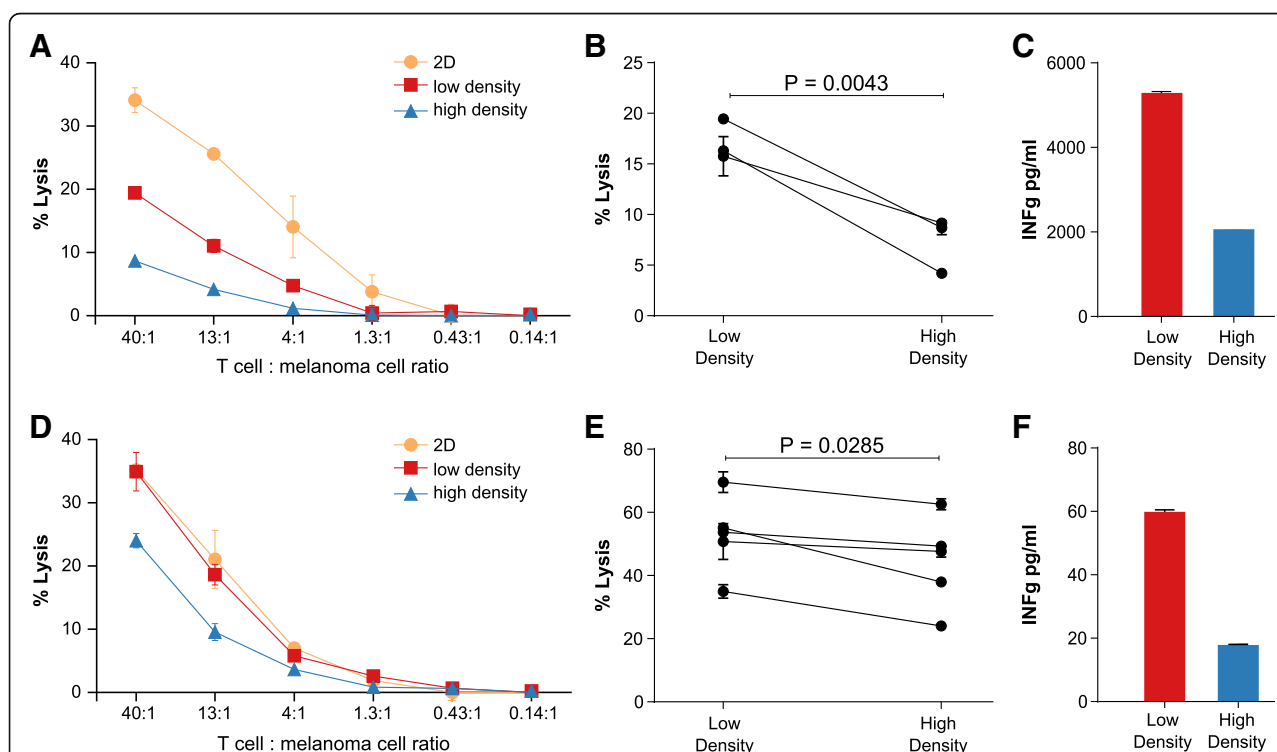 A
40
30
20
10
0
% Lysis
2D
low density
high density
40:1
13:1
4:1
1.3:1
0.43:1
0.14:1
T cell : melanoma cell ratio
B
25
20
15
10
5
0
% Lysis
P = 0.0043
Low
Density
High
Density
C
6000
4000
2000
0
INFg pg/ml
Low
Density
High
Density
D
40
30
20
10
0
% Lysis
2D
low density
high density
40:1
13:1
4:1
1.3:1
0.43:1
0.14:1
T cell : melanoma cell ratio
E
80
60
40
20
0
% Lysis
P = 0.0285
Low
Density
High
Density
F
80
60
40
20
0
INFg pg/ml
Low
Density
High
Density